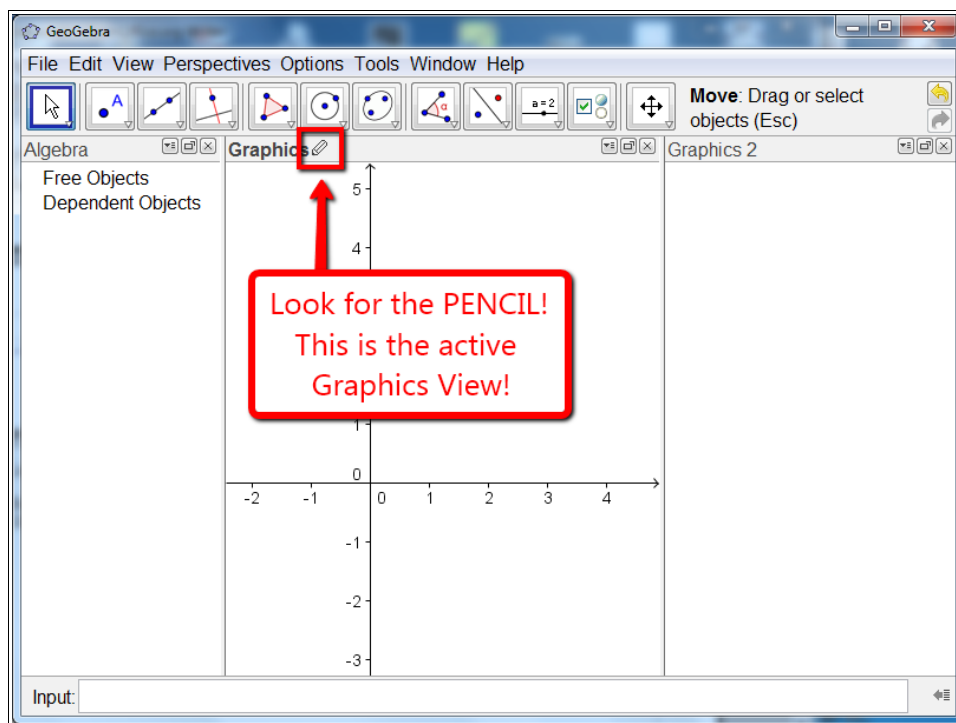 GeoGebra
File Edit View Perspectives Options Tools Window Help
A
α
a=2
Move: Drag or select
objects (Esc)
Algebra
Graphics
Graphics 2
Free Objects
Dependent Objects
5
4
Look for the PENCIL!
This is the active
Graphics View!
1
0
-2 -1 0 1 2 3 4
-1
-2
-3
Input: